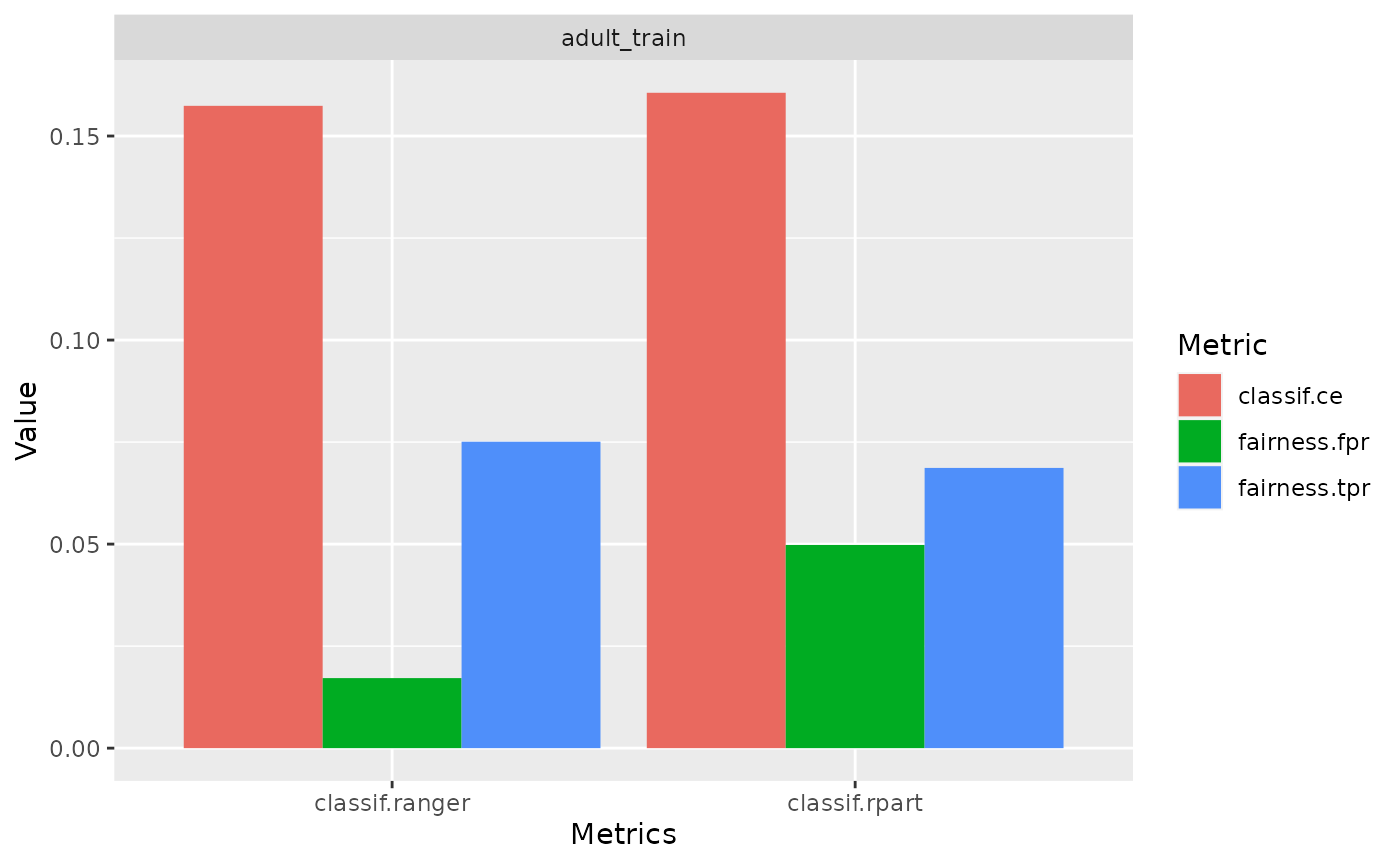 adult_train
0.15
0.10
0.05
0.00
Value
classif.ranger
classif.rpart
Metrics
Metric
classif.ce
fairness.fpr
fairness.tpr